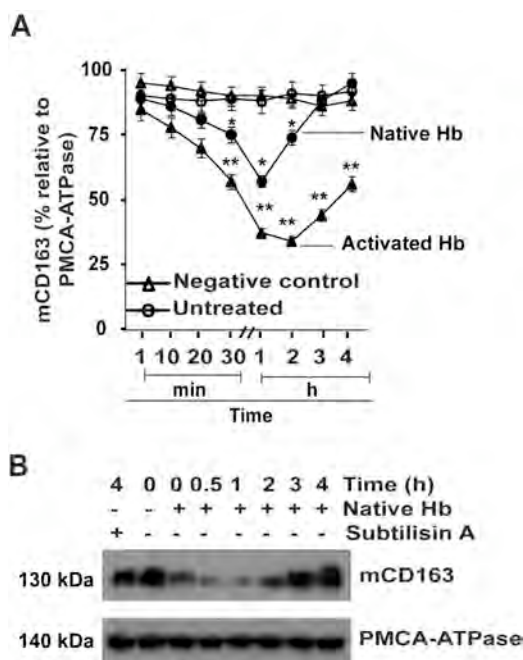 A
mCD163 (% relative to
PMCA-ATPase)
100
75
50
25
0
*
*
*
**
**
**
**
**
Native Hb
Activated Hb
Negative control
Untreated
1 10 20 30 1 2 3 4
min h
Time
B
4 0 0 0.5 1 2 3 4 Time (h)
- - + + + + + + Native Hb
+ - - - - - - - Subtilisin A
130 kDa mCD163
140 kDa PMCA-ATPase